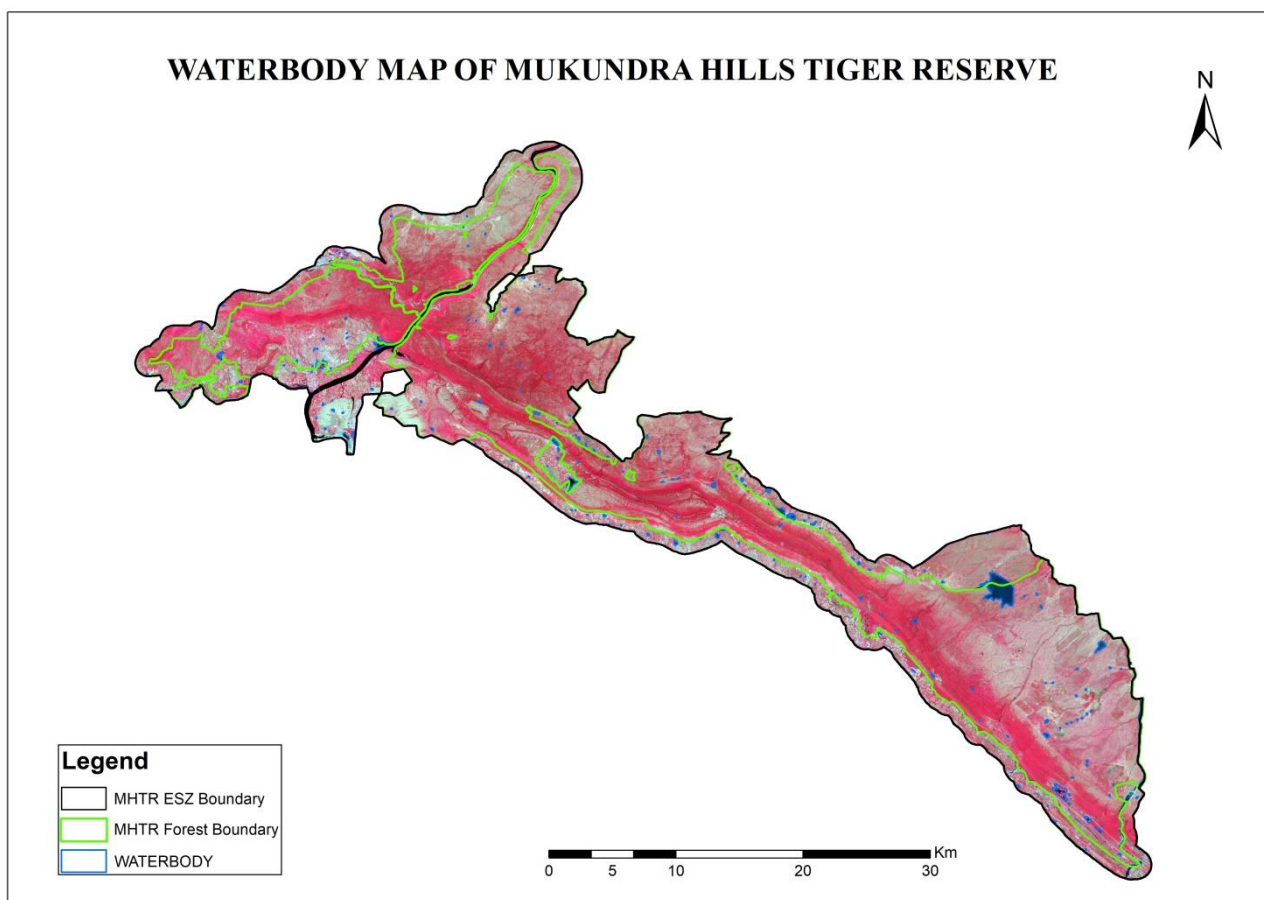 WATERBODY MAP OF MUKUNDRA HILLS TIGER RESERVE
N
Legend
MHTR ESZ Boundary
MHTR Forest Boundary
WATERBODY
Km
0 5 10 20 30